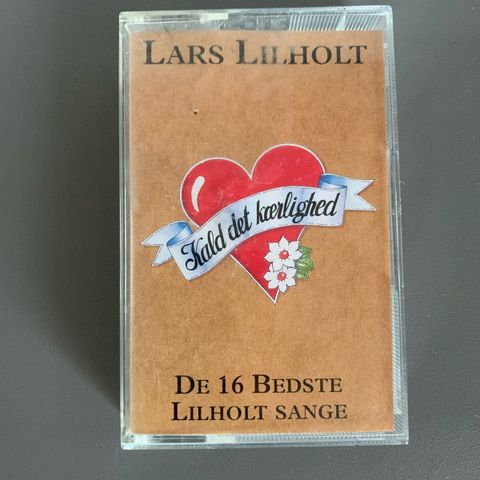 LARS LILHOLT
Kald det kærlighed
DE 16 BEDSTE
LILHOLT SANGE